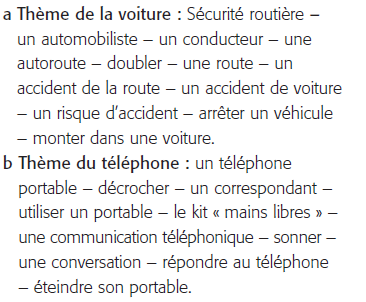 a Thème de la voiture : Sécurité routière –
un automobiliste – un conducteur – une
autoroute – doubler – une route – un
accident de la route – un accident de voiture
– un risque d'accident – arrêter un véhicule
– monter dans une voiture.
b Thème du téléphone : un téléphone
portable – décrocher – un correspondant –
utiliser un portable – le kit « mains libres » –
une communication téléphonique – sonner –
une conversation – répondre au téléphone
– éteindre son portable.